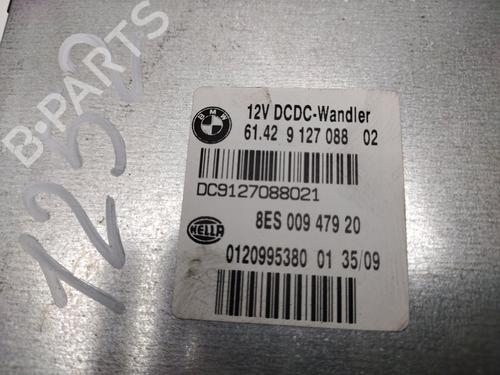 B-PARTS
1252
BMW
12V DCDC-Wandler
61.42 9 127 088 02
DC9127088021
8ES 009 479 20
HELLA
0120995380 01 35/09